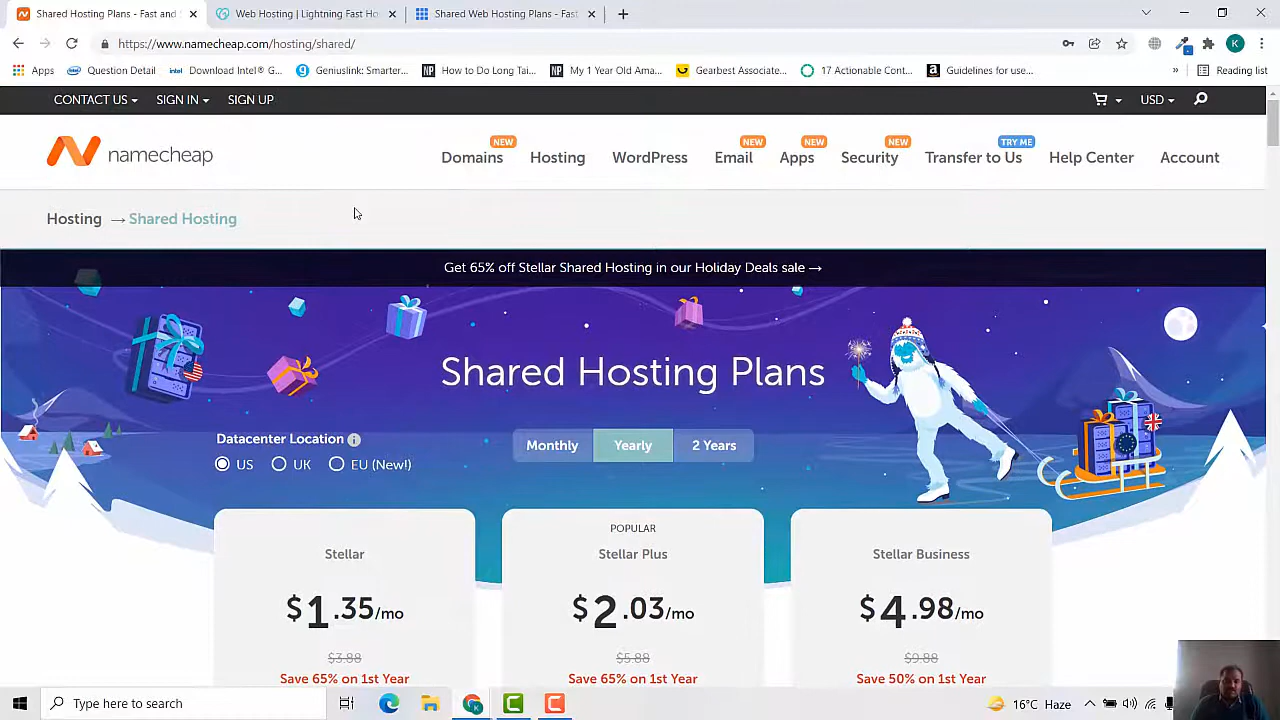 Shared Hosting Plans - Fast and
Web Hosting | Lightning Fast Ho
Shared Web Hosting Plans - Fast
https://www.namecheap.com/hosting/shared/
Apps
Question Detail
Download Intel® G...
Geniuslink: Smarter...
How to Do Long Tai...
My 1 Year Old Ama...
Gearbest Associate...
17 Actionable Cont...
Guidelines for use...
»
Reading list
CONTACT US
SIGN IN
SIGN UP
USD
namecheap
NEW
Domains
Hosting
WordPress
NEW
Email
NEW
Apps
NEW
Security
TRY ME
Transfer to Us
Help Center
Account
Hosting → Shared Hosting
Get 65% off Stellar Shared Hosting in our Holiday Deals sale →
Shared Hosting Plans
Datacenter Location
US
UK
EU (New!)
Monthly
Yearly
2 Years
Stellar
$1.35/mo
$3.88
Save 65% on 1st Year
POPULAR
Stellar Plus
$2.03/mo
$5.88
Save 65% on 1st Year
Stellar Business
$4.98/mo
$9.88
Save 50% on 1st Year
Type here to search
16°C Haze